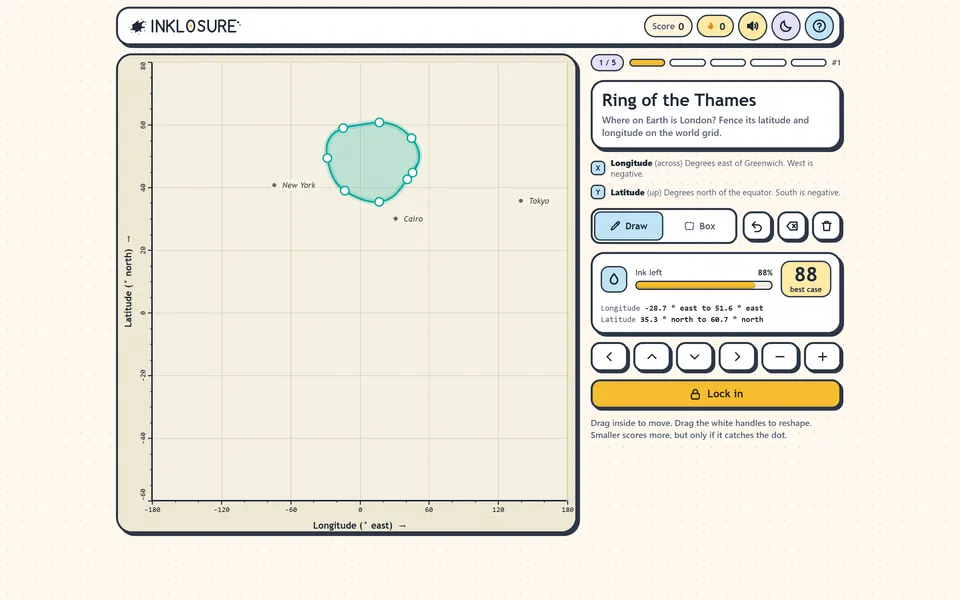 INKLOSURE
Score 0
0
1 / 5
#1
Ring of the Thames
Where on Earth is London? Fence its latitude and
longitude on the world grid.
X Longitude (across) Degrees east of Greenwich. West is
negative.
Y Latitude (up) Degrees north of the equator. South is negative.
Draw
Box
Ink left 88%
88
best case
Longitude -28.7 ° east to 51.6 ° east
Latitude 35.3 ° north to 60.7 ° north
Lock in
Drag inside to move. Drag the white handles to reshape.
Smaller scores more, but only if it catches the dot.
Latitude (° north) →
80
60
40
20
0
-20
-40
-60
New York
Cairo
Tokyo
-180 -120 -60 0 60 120 180
Longitude (° east) →